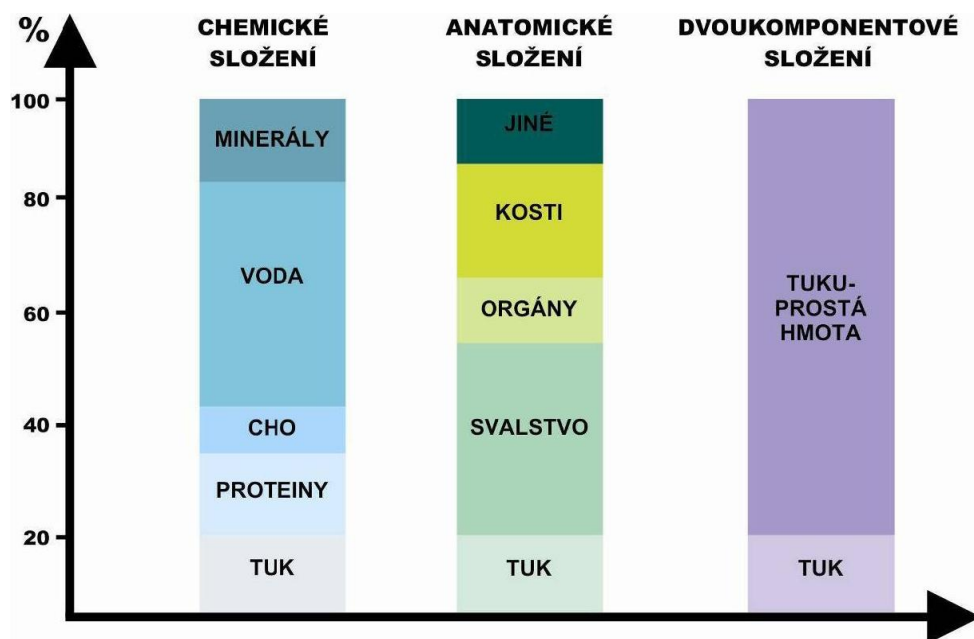 %
CHEMICKÉ
SLOŽENÍ
ANATOMICKÉ
SLOŽENÍ
DVOUKOMPONENTOVÉ
SLOŽENÍ
100
80
60
40
20
MINERÁLY
VODA
CHO
PROTEINY
TUK
JINÉ
KOSTI
ORGÁNY
SVALSTVO
TUK
TUKU-
PROSTÁ
HMOTA
TUK